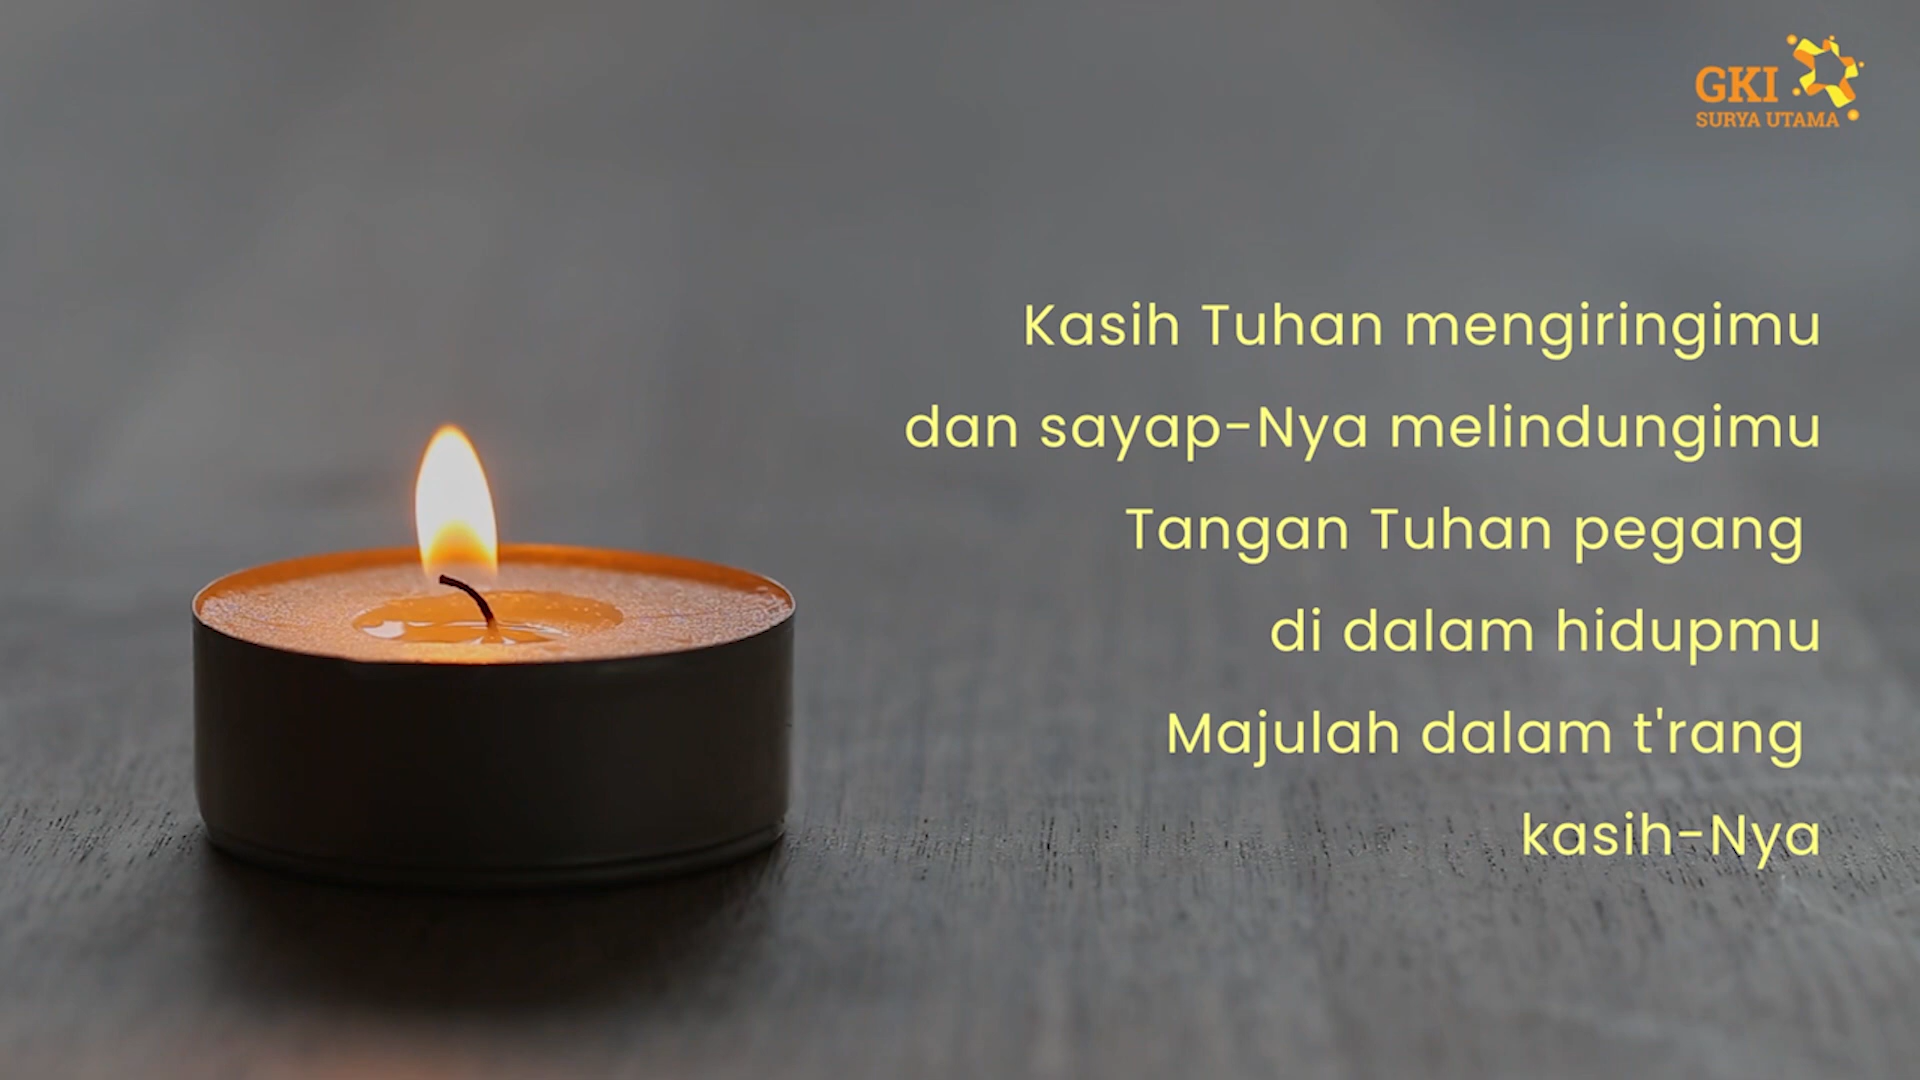 GKI
SURYA UTAMA
Kasih Tuhan mengiringimu
dan sayap-Nya melindungimu
Tangan Tuhan pegang
di dalam hidupmu
Majulah dalam t'rang
kasih-Nya